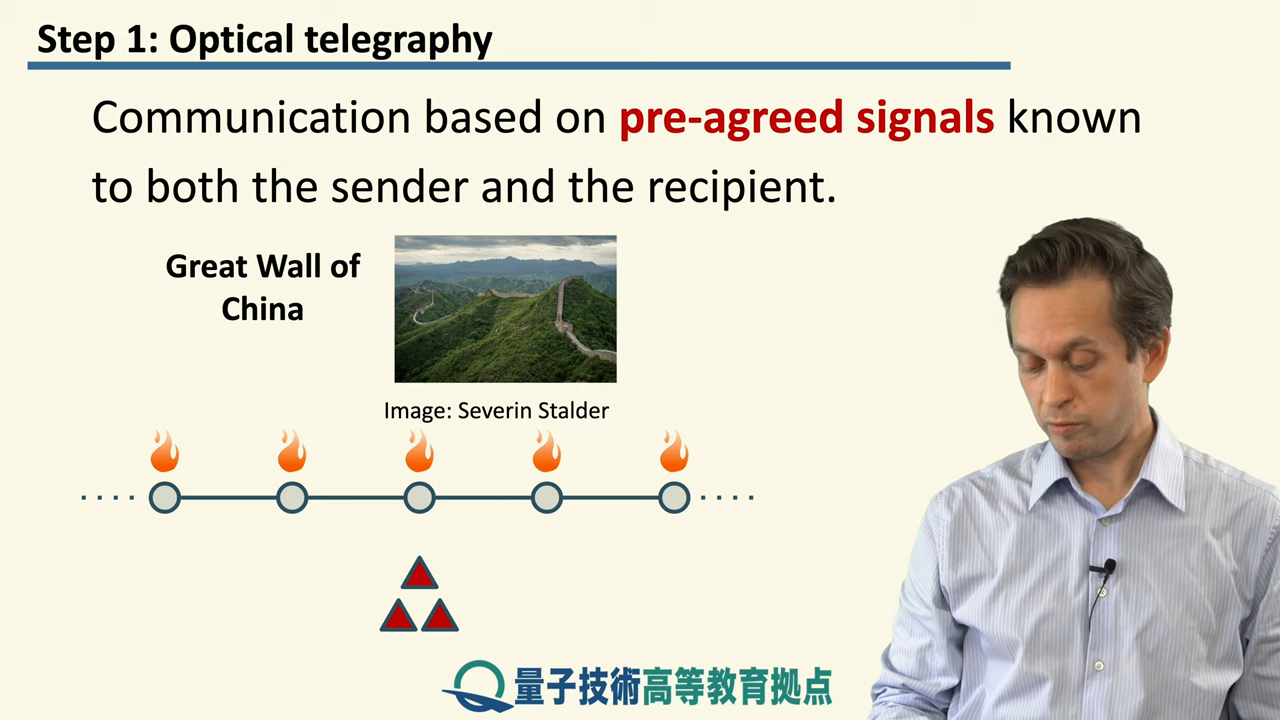 Step 1: Optical telegraphy
Communication based on pre-agreed signals known
to both the sender and the recipient.
Great Wall of
China
Image: Severin Stalder
量子技術高等教育拠点